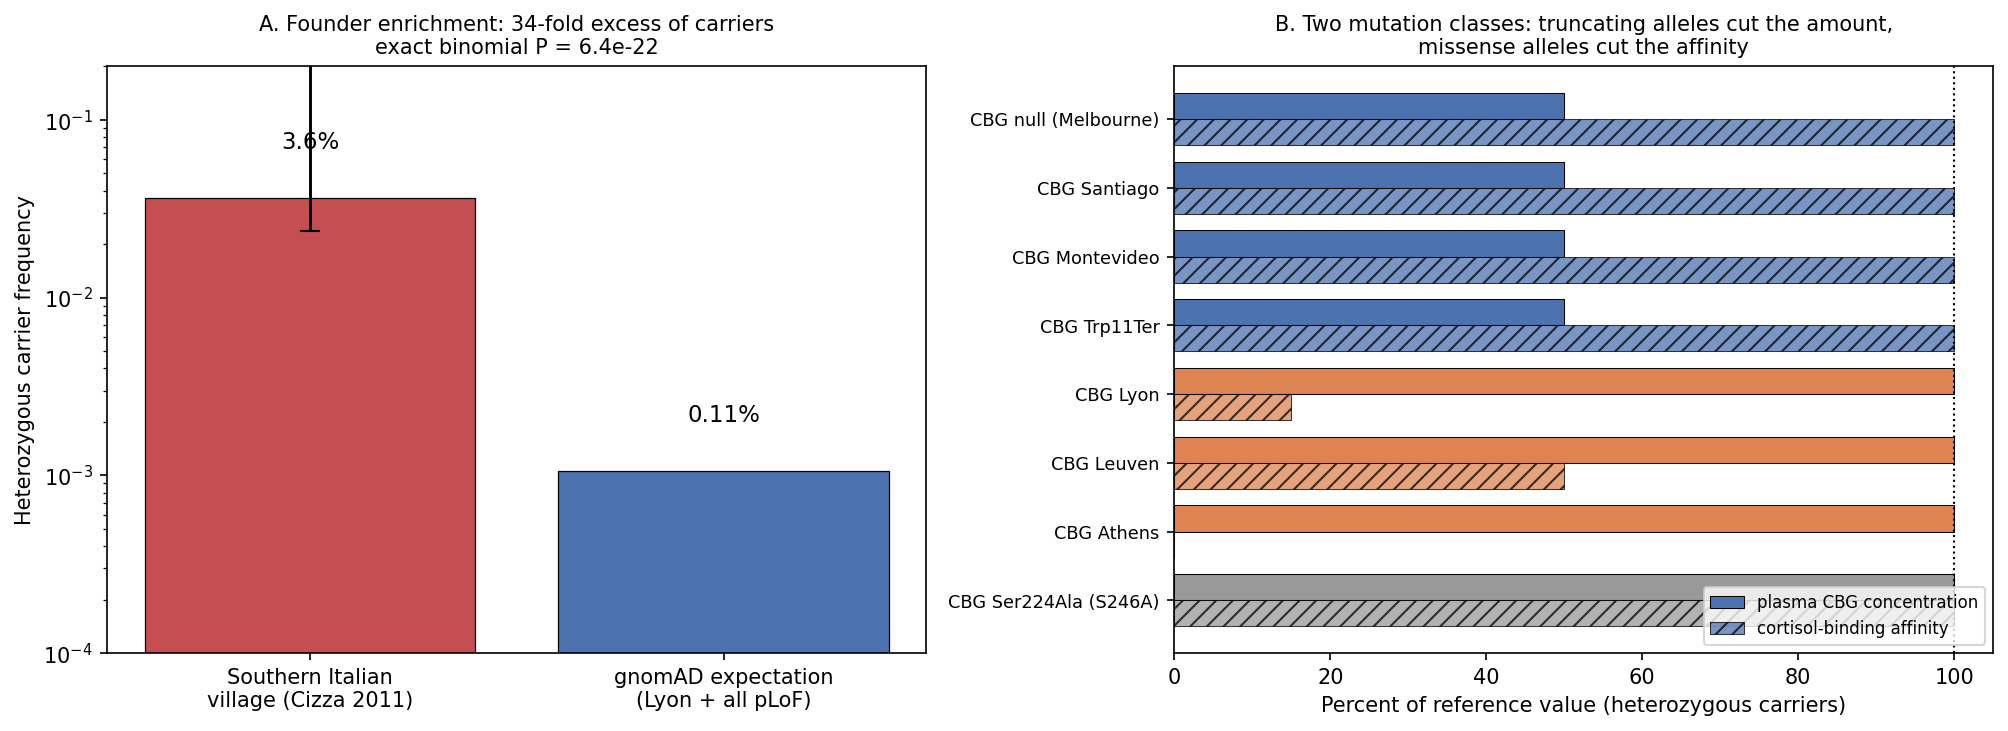 A. Founder enrichment: 34-fold excess of carriers
exact binomial P = 6.4e-22
Heterozygous carrier frequency
10⁻¹
10⁻²
10⁻³
10⁻⁴
3.6%
0.11%
Southern Italian
village (Cizza 2011)
gnomAD expectation
(Lyon + all pLoF)
B. Two mutation classes: truncating alleles cut the amount,
missense alleles cut the affinity
CBG null (Melbourne)
CBG Santiago
CBG Montevideo
CBG Trp11Ter
CBG Lyon
CBG Leuven
CBG Athens
CBG Ser224Ala (S246A)
plasma CBG concentration
cortisol-binding affinity
0 20 40 60 80 100
Percent of reference value (heterozygous carriers)